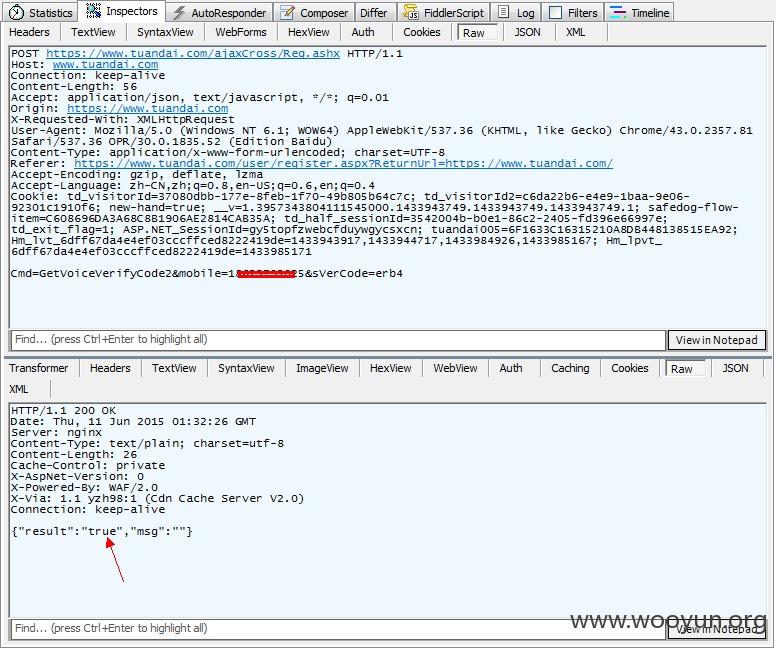 Statistics Inspectors AutoResponder Composer Differ FiddlerScript Log Filters Timeline
Headers TextView SyntaxView WebForms HexView Auth Cookies Raw JSON XML
POST https://www.tuandai.com/ajaxCross/Reg.ashx HTTP/1.1
Host: www.tuandai.com
Connection: keep-alive
Content-Length: 56
Accept: application/json, text/javascript, */*; q=0.01
Origin: https://www.tuandai.com
X-Requested-With: XMLHttpRequest
User-Agent: Mozilla/5.0 (Windows NT 6.1; WOW64) AppleWebKit/537.36 (KHTML, like Gecko) Chrome/43.0.2357.81
Safari/537.36 OPR/30.0.1835.52 (Edition Baidu)
Content-Type: application/x-www-form-urlencoded; charset=UTF-8
Referer: https://www.tuandai.com/user/register.aspx?ReturnUrl=https://www.tuandai.com/
Accept-Encoding: gzip, deflate, lzma
Accept-Language: zh-CN,zh;q=0.8,en-US;q=0.6,en;q=0.4
Cookie: td_visitorId=37080dbb-177e-8feb-1f70-49b805b64c7c; td_visitorId2=c6da22b6-e4e9-1baa-9e06-
92301c1910f6; new-hand=true; __v=1.3957343804111545000.1433943749.1433943749.1433943749.1; safedog-flow-
item=C608696DA3A68C8B1906AE2814CAB35A; td_half_sessionId=3542004b-b0e1-86c2-2405-fd396e66997e;
td_exit_flag=1; ASP.NET_SessionId=gy5topfzwebcfduywgycsxcn; tuandai005=6F1633C16315210A8DB448138515EA92;
Hm_lvt_6dff67da4e4ef03cccffced8222419de=1433943917,1433944717,1433984926,1433985167; Hm_lpvt_
6dff67da4e4ef03cccffced8222419de=1433985171
Cmd=GetVoiceVerifyCode2&mobile=1 5&sVerCode=erb4
Find... (press Ctrl+Enter to highlight all) View in Notepad
Transformer Headers TextView SyntaxView ImageView HexView WebView Auth Caching Cookies Raw JSON
XML
HTTP/1.1 200 OK
Date: Thu, 11 Jun 2015 01:32:26 GMT
Server: nginx
Content-Type: text/plain; charset=utf-8
Content-Length: 26
Cache-Control: private
X-AspNet-Version: 0
X-Powered-By: WAF/2.0
X-Via: 1.1 yzh98:1 (Cdn Cache Server V2.0)
Connection: keep-alive
{"result":"true","msg":""}
www.wooyun.org
Find... (press Ctrl+Enter to highlight all) View in Notepad